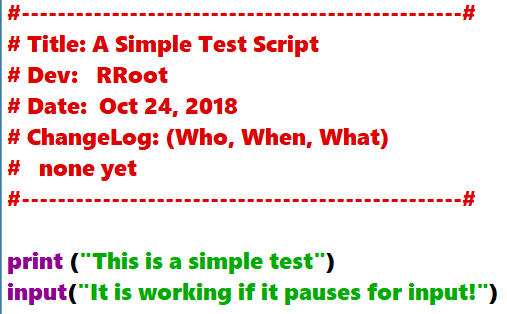 #-------------------------------------------------#
# Title: A Simple Test Script
# Dev:   RRoot
# Date:  Oct 24, 2018
# ChangeLog: (Who, When, What)
#   none yet
#-------------------------------------------------#
print ("This is a simple test")
input("It is working if it pauses for input!")